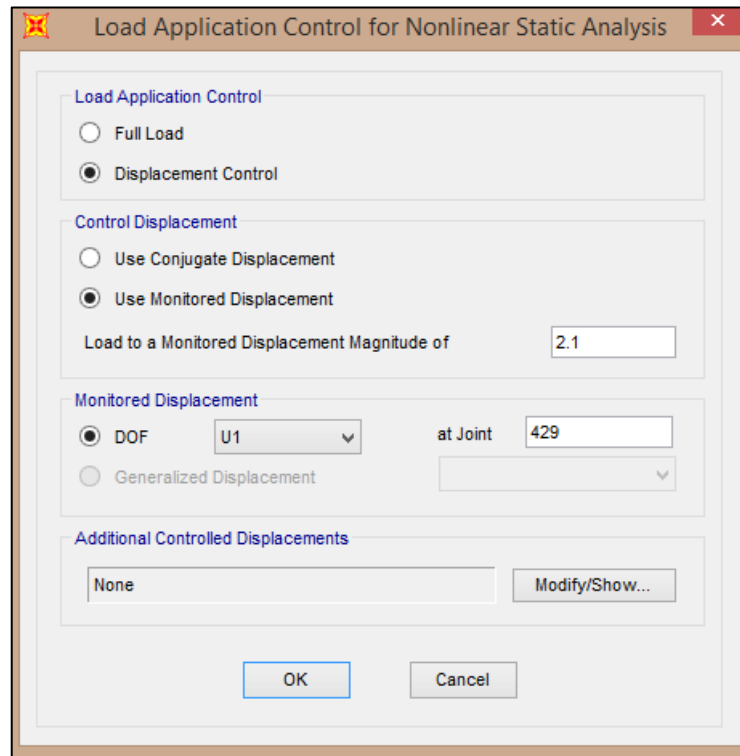 Load Application Control for Nonlinear Static Analysis
Load Application Control
Full Load
Displacement Control
Control Displacement
Use Conjugate Displacement
Use Monitored Displacement
Load to a Monitored Displacement Magnitude of 2.1
Monitored Displacement
DOF U1 at Joint 429
Generalized Displacement
Additional Controlled Displacements
None Modify/Show...
OK Cancel